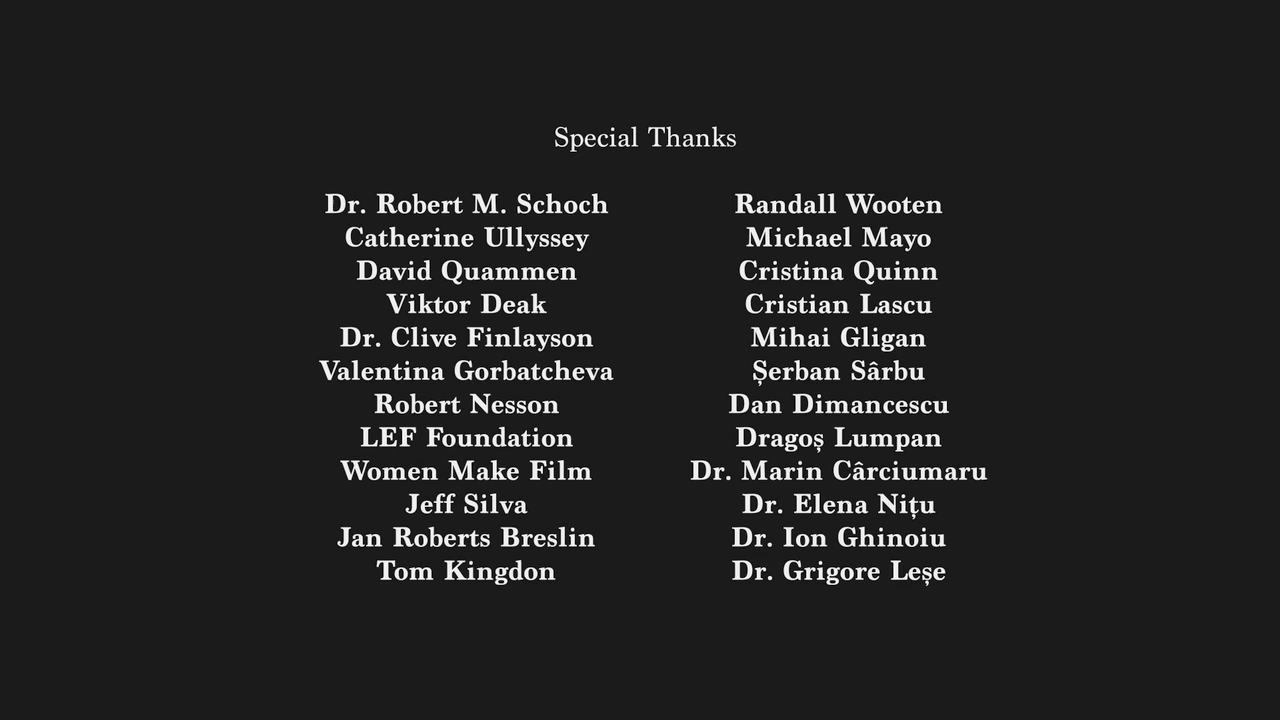 Special Thanks
Dr. Robert M. Schoch
Catherine Ullyssey
David Quammen
Viktor Deak
Dr. Clive Finlayson
Valentina Gorbatcheva
Robert Nesson
LEF Foundation
Women Make Film
Jeff Silva
Jan Roberts Breslin
Tom Kingdon
Randall Wooten
Michael Mayo
Cristina Quinn
Cristian Lascu
Mihai Gligan
Șerban Sârbu
Dan Dimancescu
Dragoș Lumpan
Dr. Marin Cârciumaru
Dr. Elena Nițu
Dr. Ion Ghinoiu
Dr. Grigore Leșe